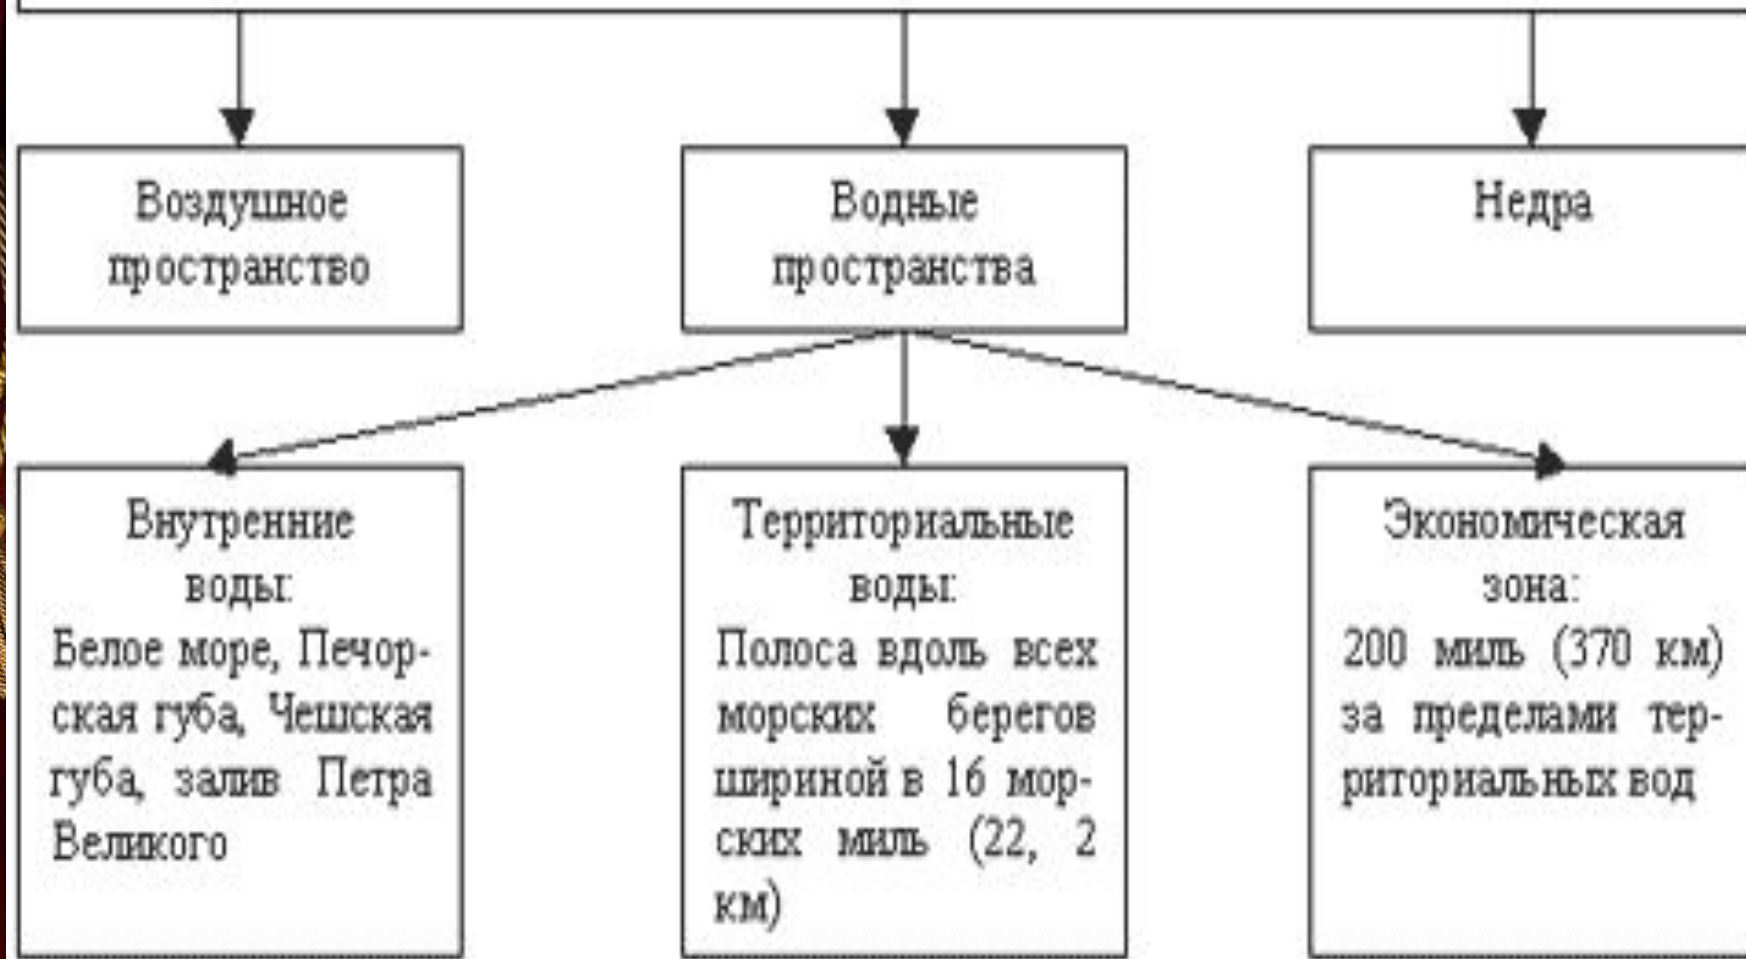 Воздушное
пространство
Водные
пространства
Недра
Внутренние
воды:
Белое море, Печор-
ская губа, Чешская
губа, залив Петра
Великого
Территориальные
воды:
Полоса вдоль всех
морских берегов
шириной в 16 мор-
ских миль (22, 2
км)
Экономическая
зона:
200 миль (370 км)
за пределами тер-
риториальных вод